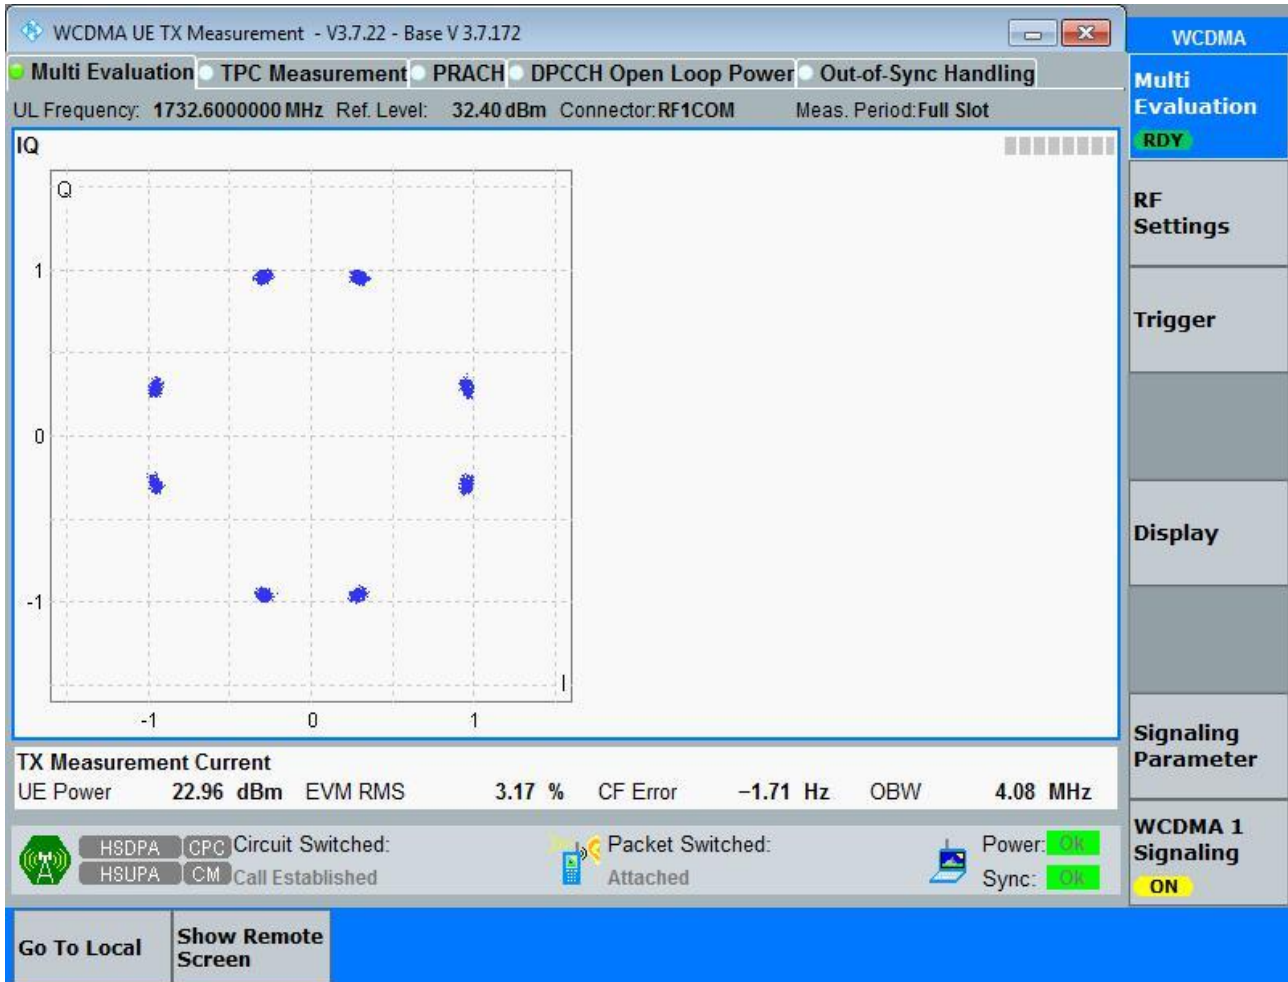 WCDMA UE TX Measurement - V3.7.22 - Base V 3.7.172
Multi Evaluation TPC Measurement PRACH DPCCH Open Loop Power Out-of-Sync Handling
UL Frequency: 1732.6000000 MHz Ref. Level: 32.40 dBm Connector: RF1COM Meas. Period: Full Slot
IQ
Q
1
0
-1
I
-1 0 1
TX Measurement Current
UE Power 22.96 dBm EVM RMS 3.17 % CF Error −1.71 Hz OBW 4.08 MHz
HSDPA CPC Circuit Switched: Packet Switched: Power: Ok
HSUPA CM Call Established Attached Sync: Ok
WCDMA
Multi
Evaluation
RDY
RF
Settings
Trigger
Display
Signaling
Parameter
WCDMA 1
Signaling
ON
Go To Local
Show Remote
Screen